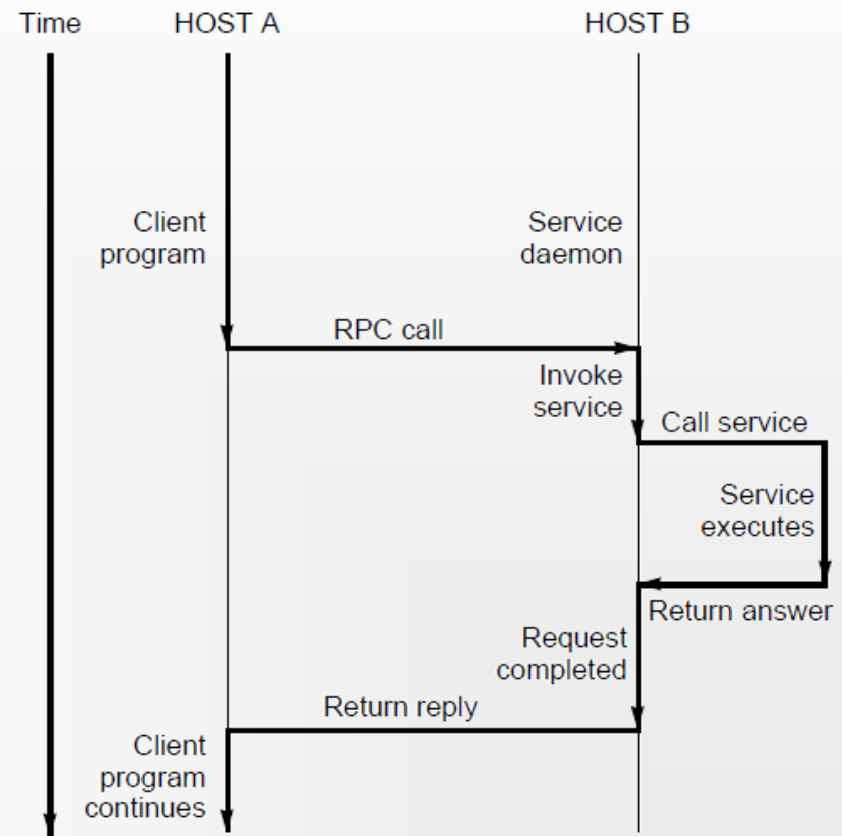 Time
HOST A
HOST B
Client
program
Service
daemon
RPC call
Invoke
service
Call service
Service
executes
Return answer
Request
completed
Return reply
Client
program
continues